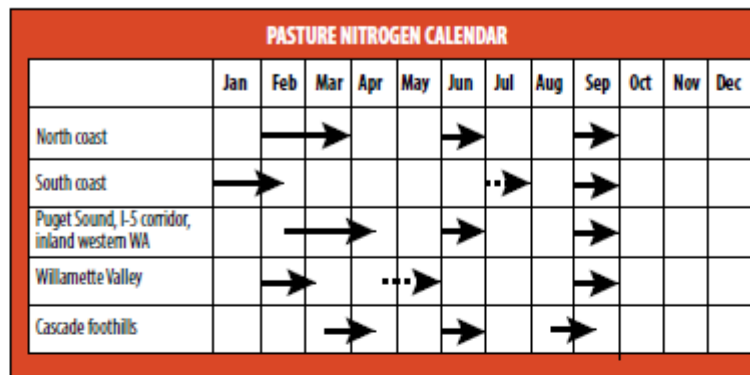 PASTURE NITROGEN CALENDAR
Jan Feb Mar Apr May Jun Jul Aug Sep Oct Nov Dec
North coast
South coast
Puget Sound, I-5 corridor,
inland western WA
Willamette Valley
Cascade foothills